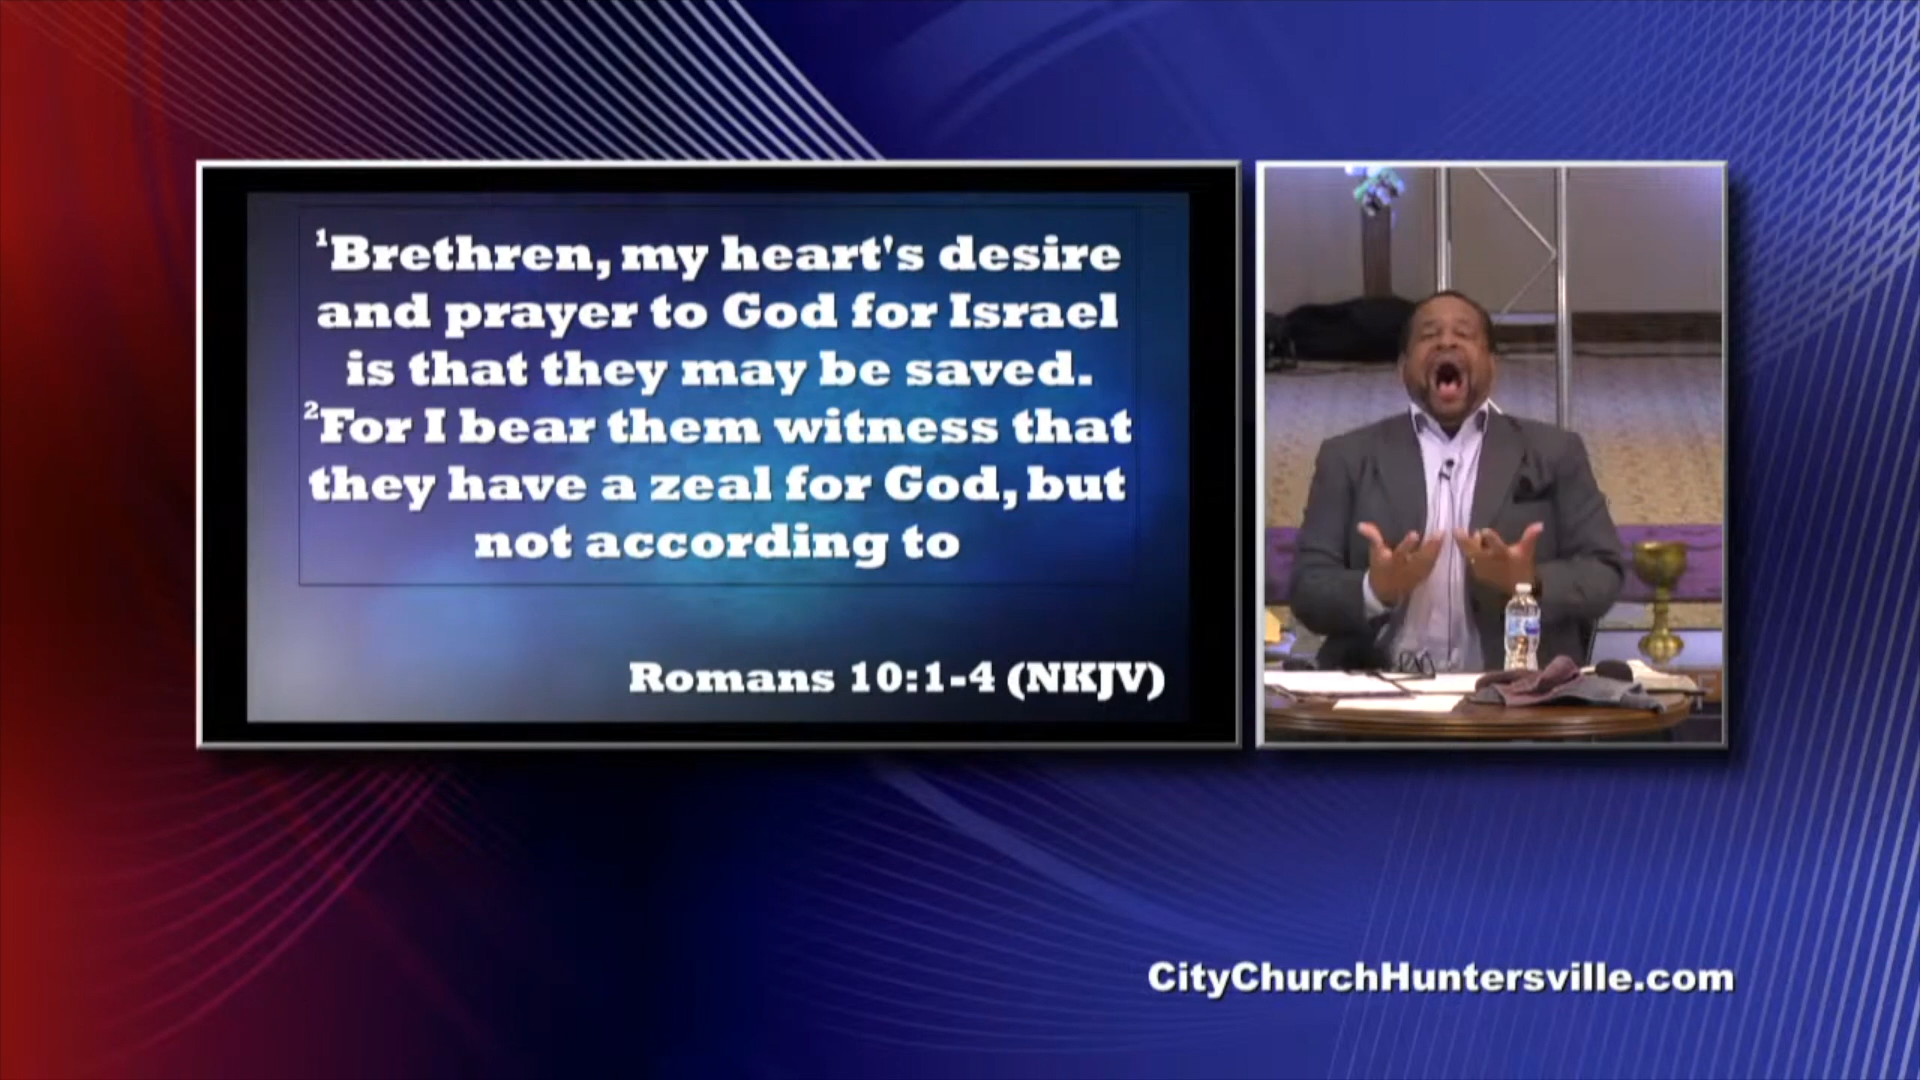 ¹Brethren, my heart's desire
and prayer to God for Israel
is that they may be saved.
²For I bear them witness that
they have a zeal for God, but
not according to
Romans 10:1-4 (NKJV)
CityChurchHuntersville.com